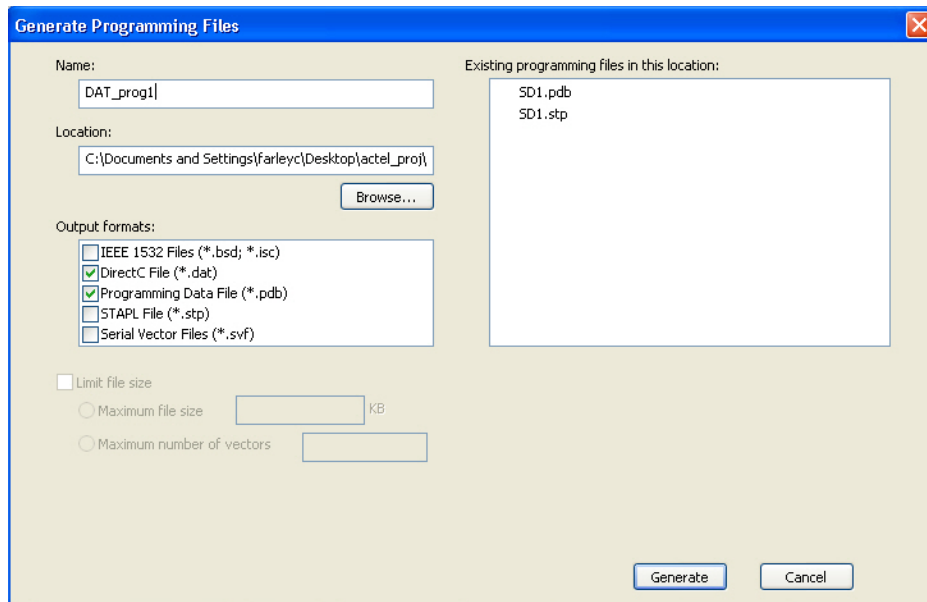 Generate Programming Files
Name:
DAT_prog1
Location:
C:\Documents and Settings\farleyc\Desktop\actel_proj\
Browse...
Output formats:
IEEE 1532 Files (*.bsd; *.isc)
DirectC File (*.dat)
Programming Data File (*.pdb)
STAPL File (*.stp)
Serial Vector Files (*.svf)
Limit file size
Maximum file size
KB
Maximum number of vectors
Existing programming files in this location:
SD1.pdb
SD1.stp
Generate
Cancel